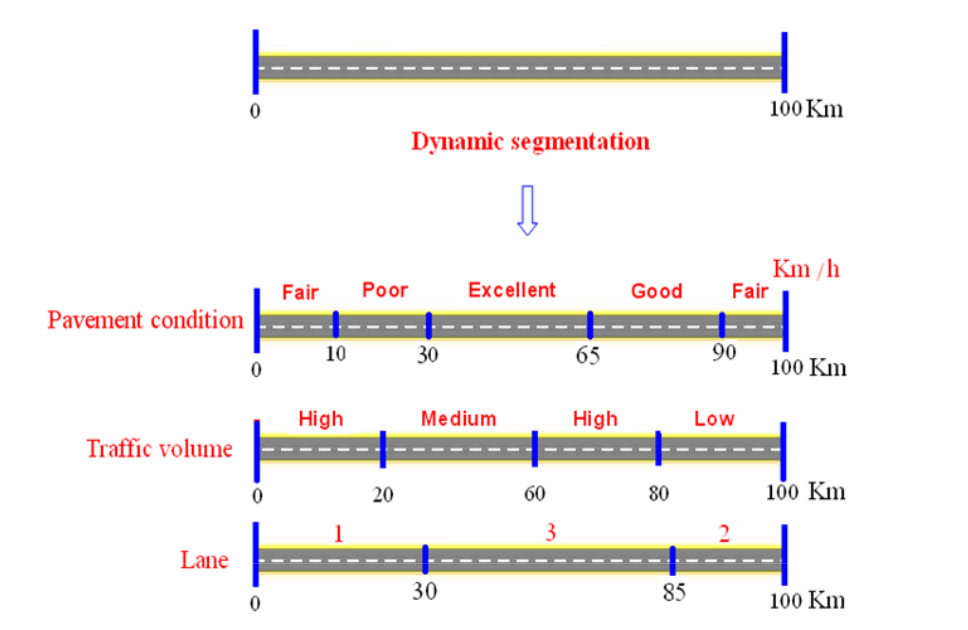 0 100 Km
Dynamic segmentation
Km /h
Fair Poor Excellent Good Fair
Pavement condition
0 10 30 65 90 100 Km
High Medium High Low
Traffic volume
0 20 60 80 100 Km
1 3 2
Lane
0 30 85 100 Km